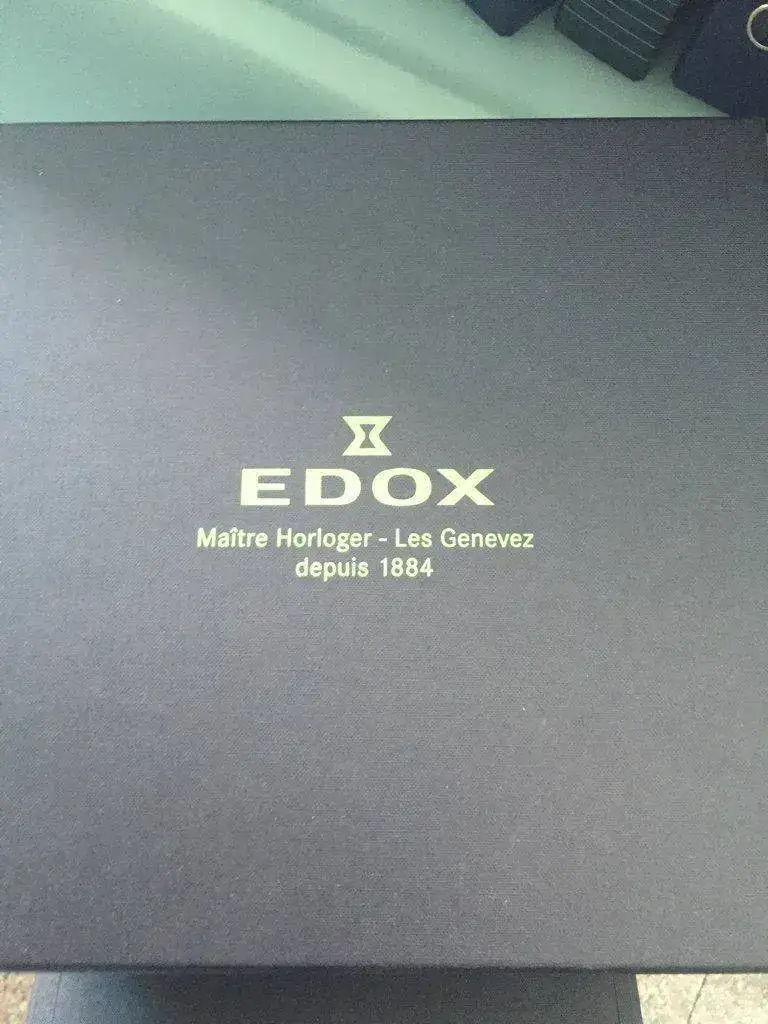 EDOX
Maître Horloger - Les Genevez
depuis 1884